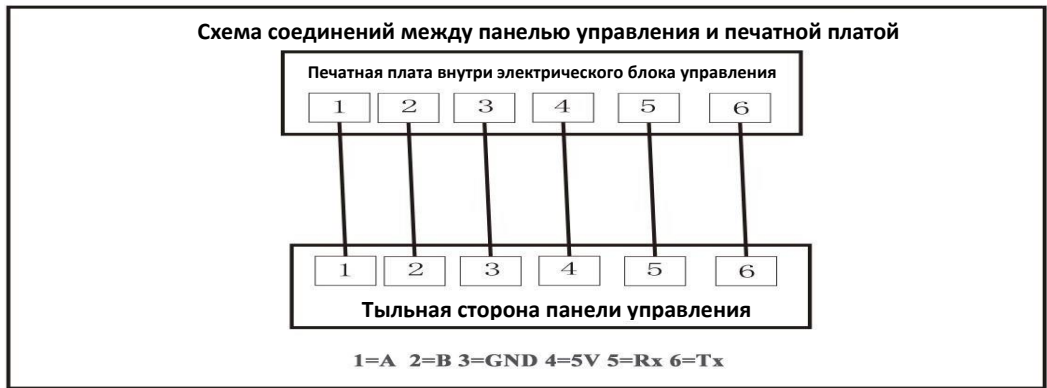 Схема соединений между панелью управления и печатной платой
Печатная плата внутри электрического блока управления
1 2 3 4 5 6
1 2 3 4 5 6
Тыльная сторона панели управления
1=A 2=B 3=GND 4=5V 5=Rx 6=Tx